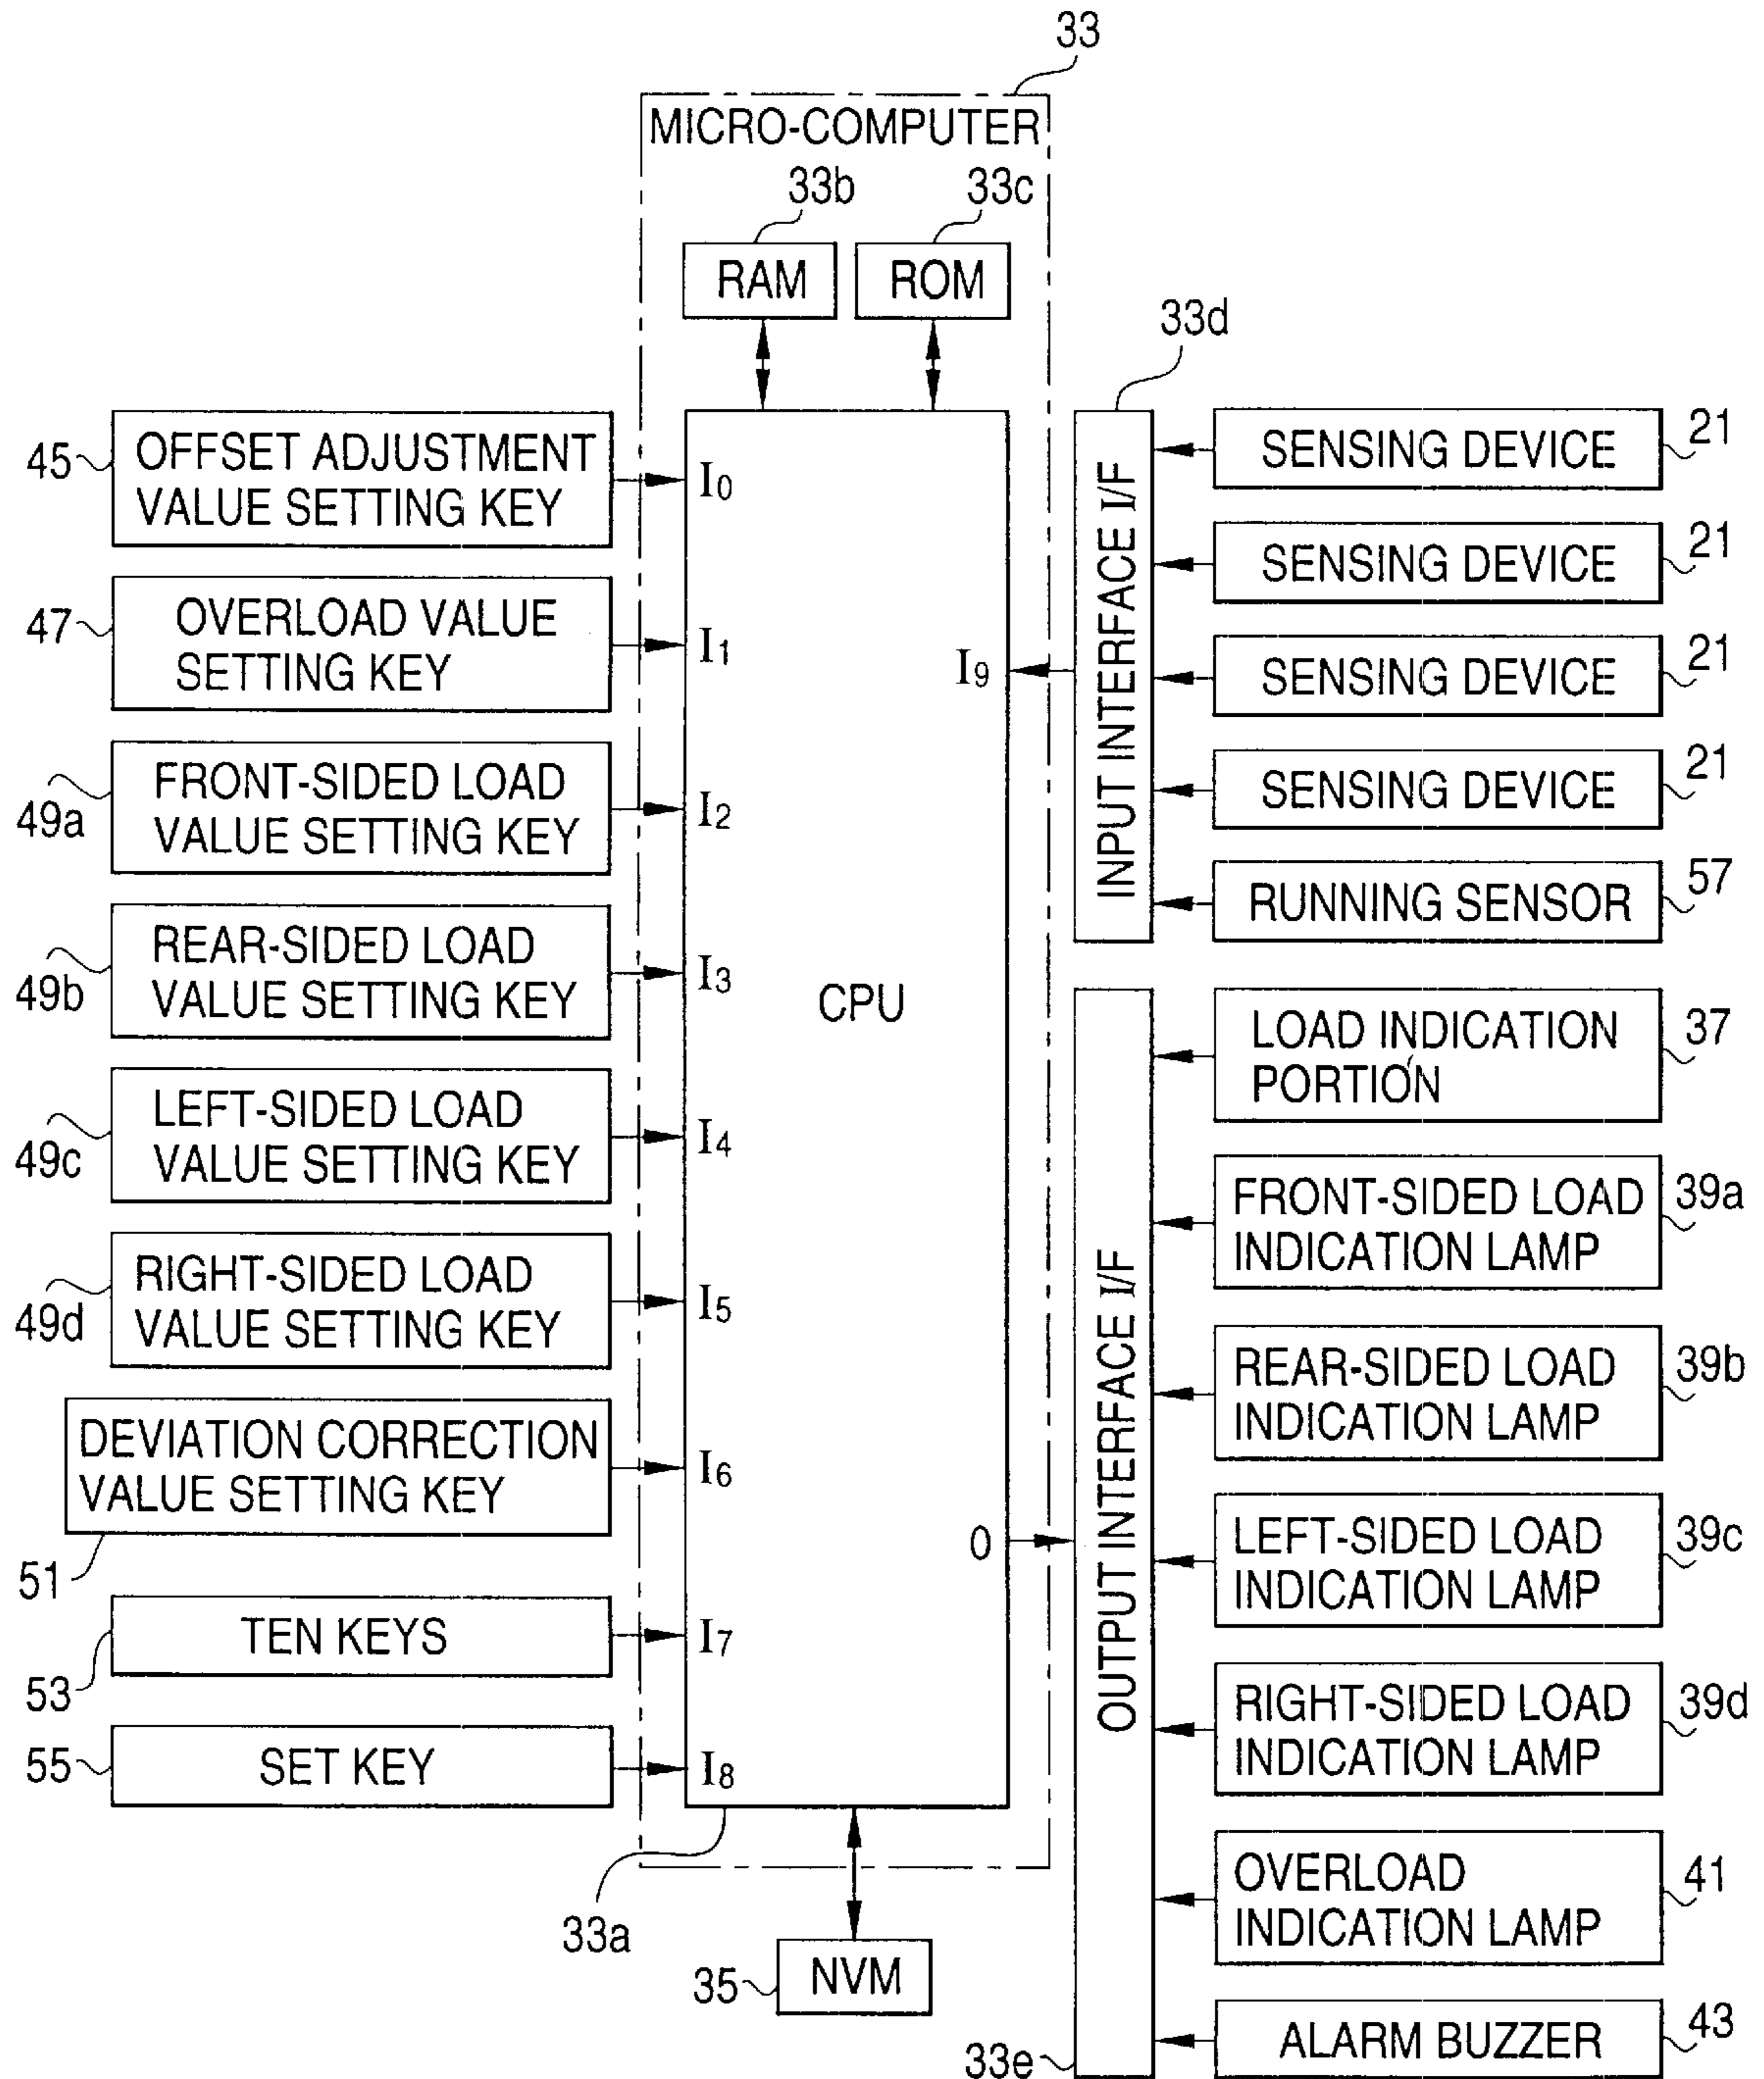 33
MICRO-COMPUTER
33b
33c
RAM
ROM
33d
45
OFFSET ADJUSTMENT
VALUE SETTING KEY
I0
47
OVERLOAD VALUE
SETTING KEY
I1
49a
FRONT-SIDED LOAD
VALUE SETTING KEY
I2
49b
REAR-SIDED LOAD
VALUE SETTING KEY
I3
49c
LEFT-SIDED LOAD
VALUE SETTING KEY
I4
49d
RIGHT-SIDED LOAD
VALUE SETTING KEY
I5
DEVIATION CORRECTION
VALUE SETTING KEY
51
I6
TEN KEYS
53
I7
55
SET KEY
I8
CPU
I9
O
33a
35
NVM
INPUT INTERFACE I/F
SENSING DEVICE
21
SENSING DEVICE
21
SENSING DEVICE
21
SENSING DEVICE
21
RUNNING SENSOR
57
OUTPUT INTERFACE I/F
33e
LOAD INDICATION
PORTION
37
FRONT-SIDED LOAD
INDICATION LAMP
39a
REAR-SIDED LOAD
INDICATION LAMP
39b
LEFT-SIDED LOAD
INDICATION LAMP
39c
RIGHT-SIDED LOAD
INDICATION LAMP
39d
OVERLOAD
INDICATION LAMP
41
ALARM BUZZER
43